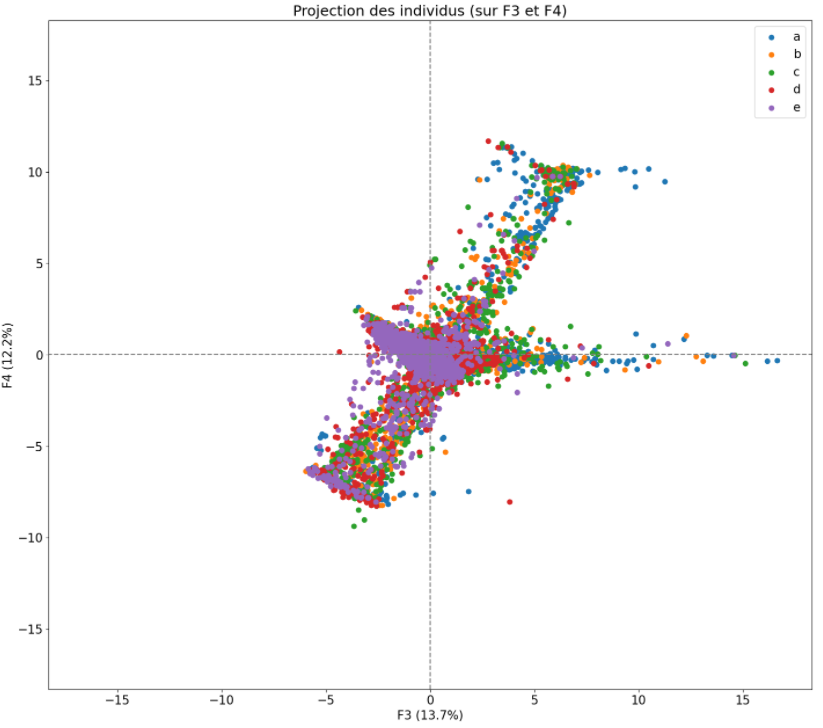 Projection des individus (sur F3 et F4)
a
b
c
d
e
15
10
5
0
−5
−10
−15
F4 (12.2%)
−15
−10
−5
0
5
10
15
F3 (13.7%)